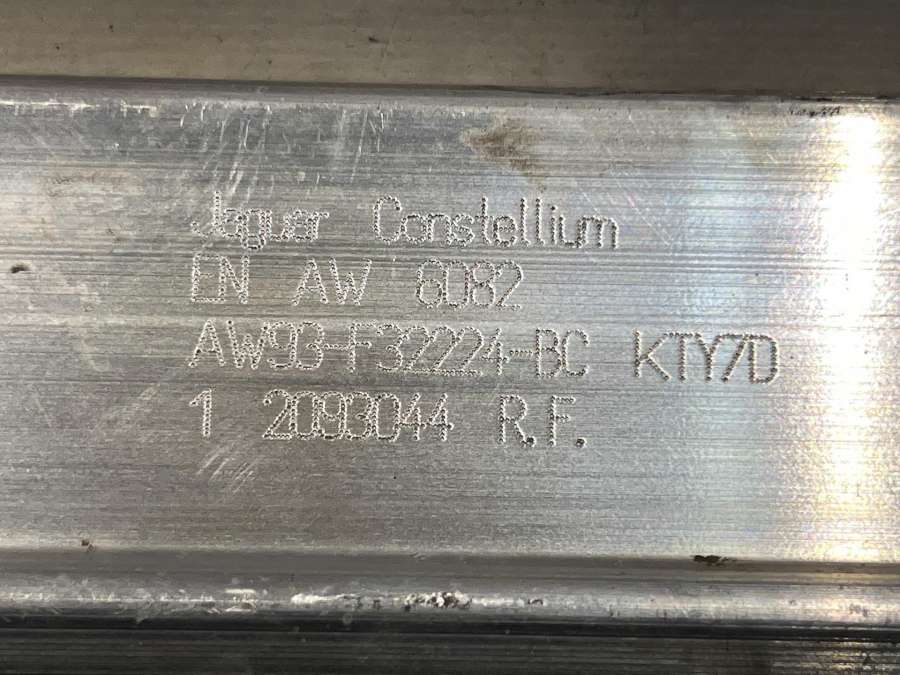 Jaguar Constellium
EN AW 6082
AW93-F32224-BC KTY7D
1 2093044 R.F.